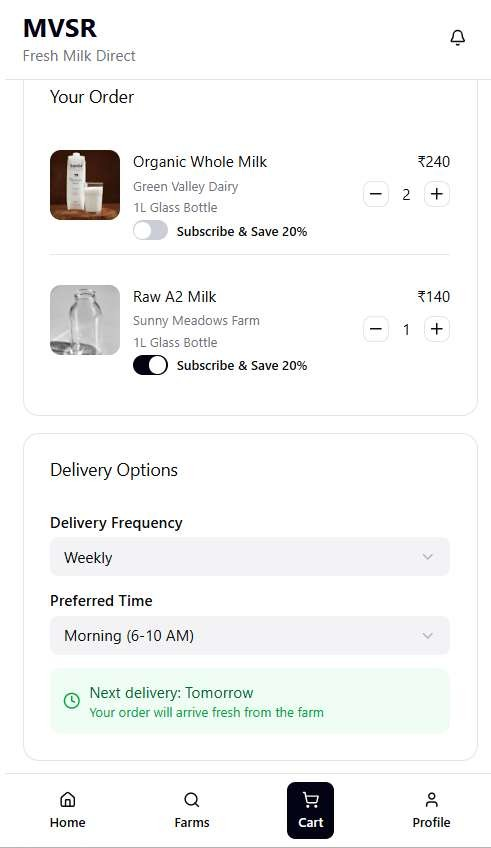 MVSR
Fresh Milk Direct
Your Order
Organic Whole Milk
₹240
Green Valley Dairy
2
1L Glass Bottle
Subscribe & Save 20%
Raw A2 Milk
₹140
Sunny Meadows Farm
1
1L Glass Bottle
Subscribe & Save 20%
Delivery Options
Delivery Frequency
Weekly
Preferred Time
Morning (6-10 AM)
Next delivery: Tomorrow
Your order will arrive fresh from the farm
Home
Farms
Cart
Profile